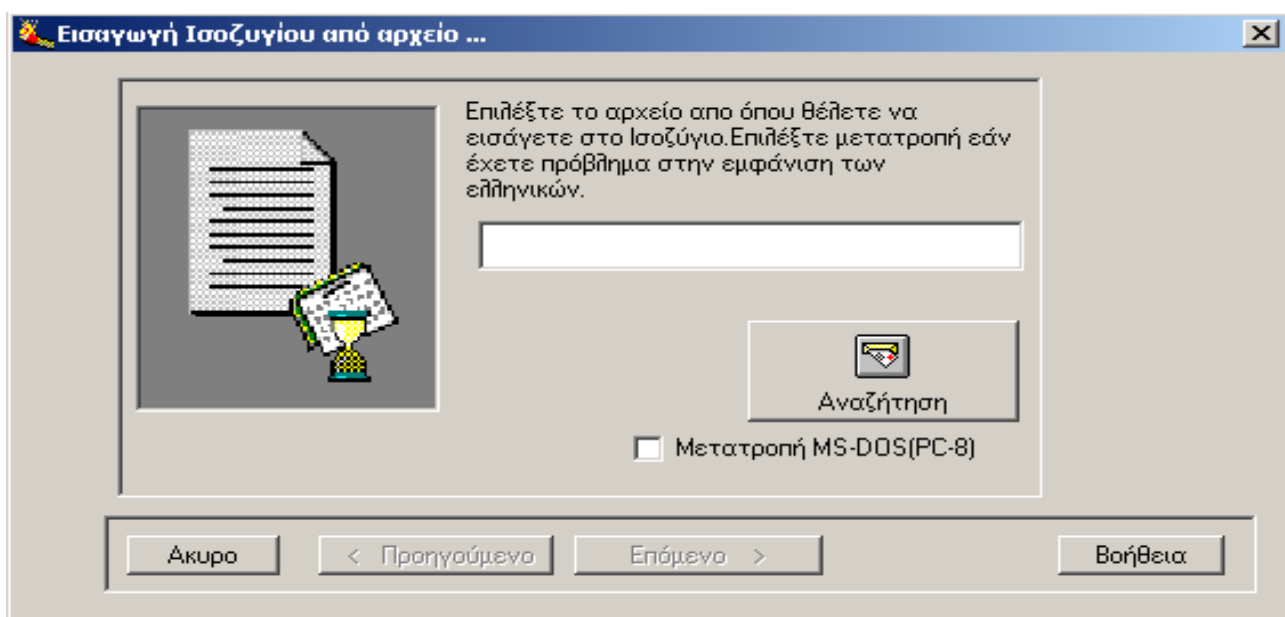 Εισαγωγή Ισοζυγίου από αρχείο ...
Επιλέξτε το αρχείο απο όπου θέλετε να
εισάγετε στο Ισοζύγιο.Επιλέξτε μετατροπή εάν
έχετε πρόβλημα στην εμφάνιση των
ελληνικών.
Αναζήτηση
Μετατροπή MS-DOS(PC-8)
Ακυρο
< Προηγούμενο
Επόμενο >
Βοήθεια